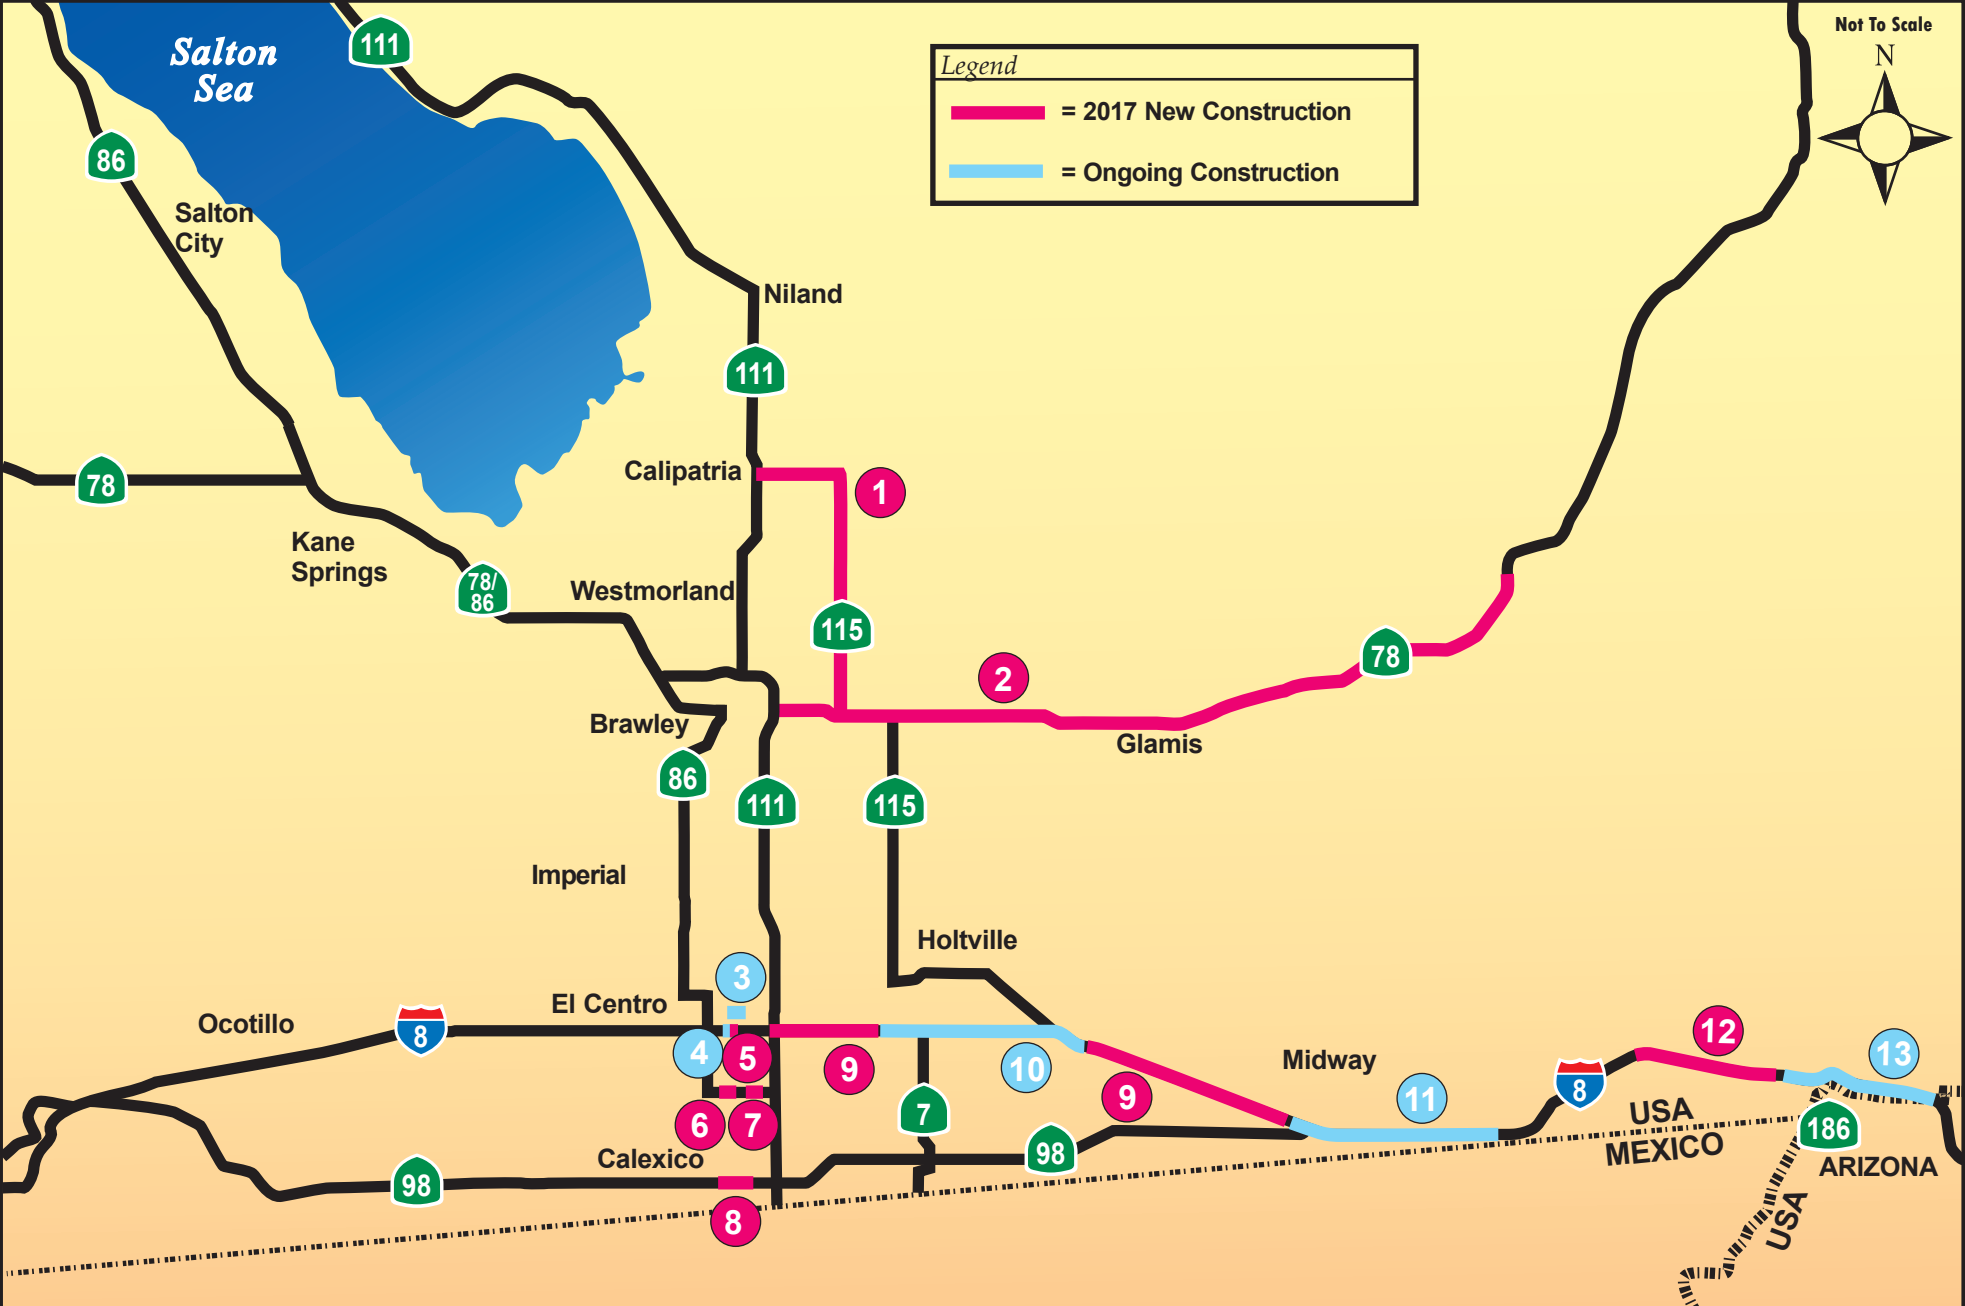 Not To Scale
N
Salton
Sea
111
Legend
= 2017 New Construction
= Ongoing Construction
86
Salton
City
Niland
111
Calipatria
1
78
Kane
Springs
78/
86
Westmorland
115
2
78
Brawley
Glamis
86
111
115
Imperial
Holtville
3
El Centro
Ocotillo
8
4
5
9
10
9
Midway
11
8
12
13
6
7
7
USA
MEXICO
186
ARIZONA
USA
Calexico
98
98
8